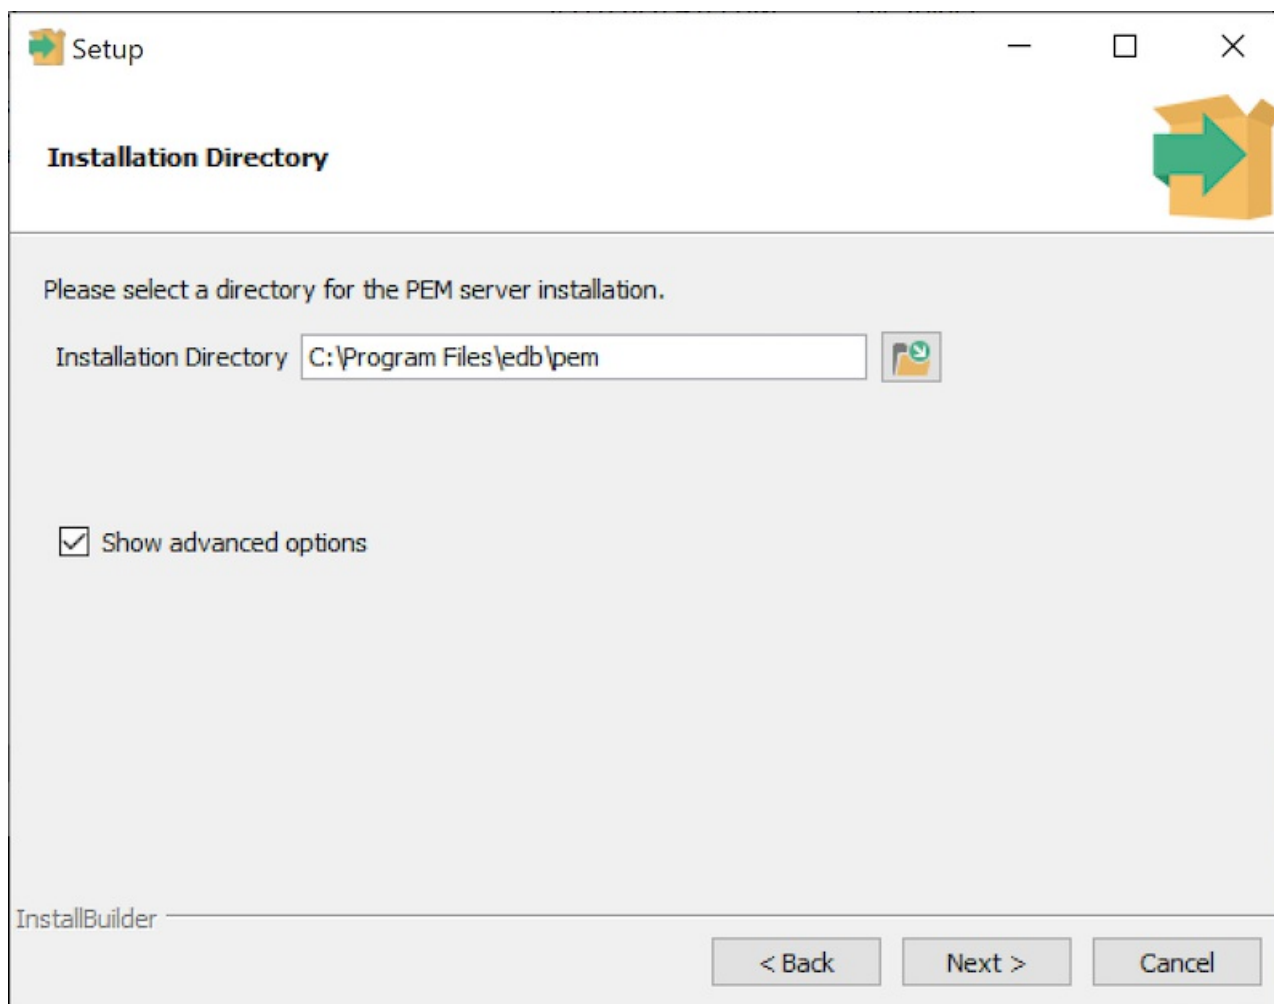 Setup
Installation Directory
Please select a directory for the PEM server installation.
Installation Directory C:\Program Files\edb\pem
Show advanced options
InstallBuilder
< Back Next > Cancel